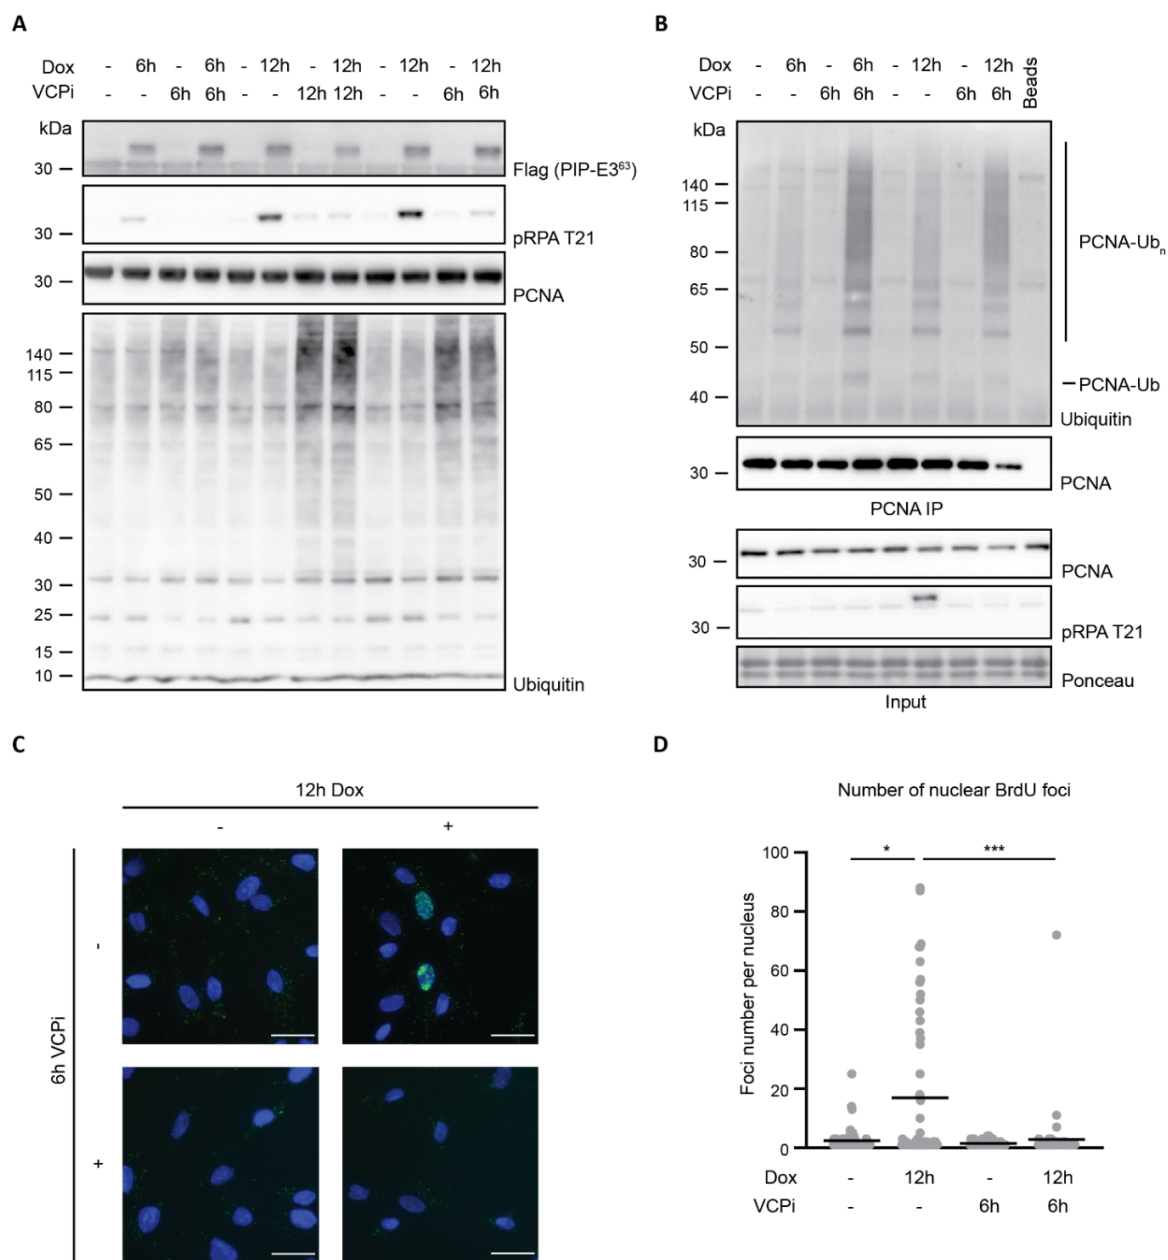 A
Dox - 6h - 6h - 12h - 12h - 12h - 12h
VCPi - - 6h 6h - - 12h 12h - - 6h 6h
kDa
30
Flag (PIP-E3⁶³)
30
pRPA T21
30
PCNA
140
115
80
65
50
40
30
25
15
10
Ubiquitin
B
Dox - 6h - 6h - 12h - 12h Beads
VCPi - - 6h 6h - - 6h 6h
kDa
140
115
80
65
50
40
PCNA-Ubₙ
PCNA-Ub
Ubiquitin
30
PCNA
PCNA IP
30
PCNA
30
pRPA T21
Ponceau
Input
C
12h Dox
- +
6h VCPi
-
+
D
Number of nuclear BrdU foci
Foci number per nucleus
100
80
60
40
20
0
* ***
Dox - 12h - 12h
VCPi - - 6h 6h